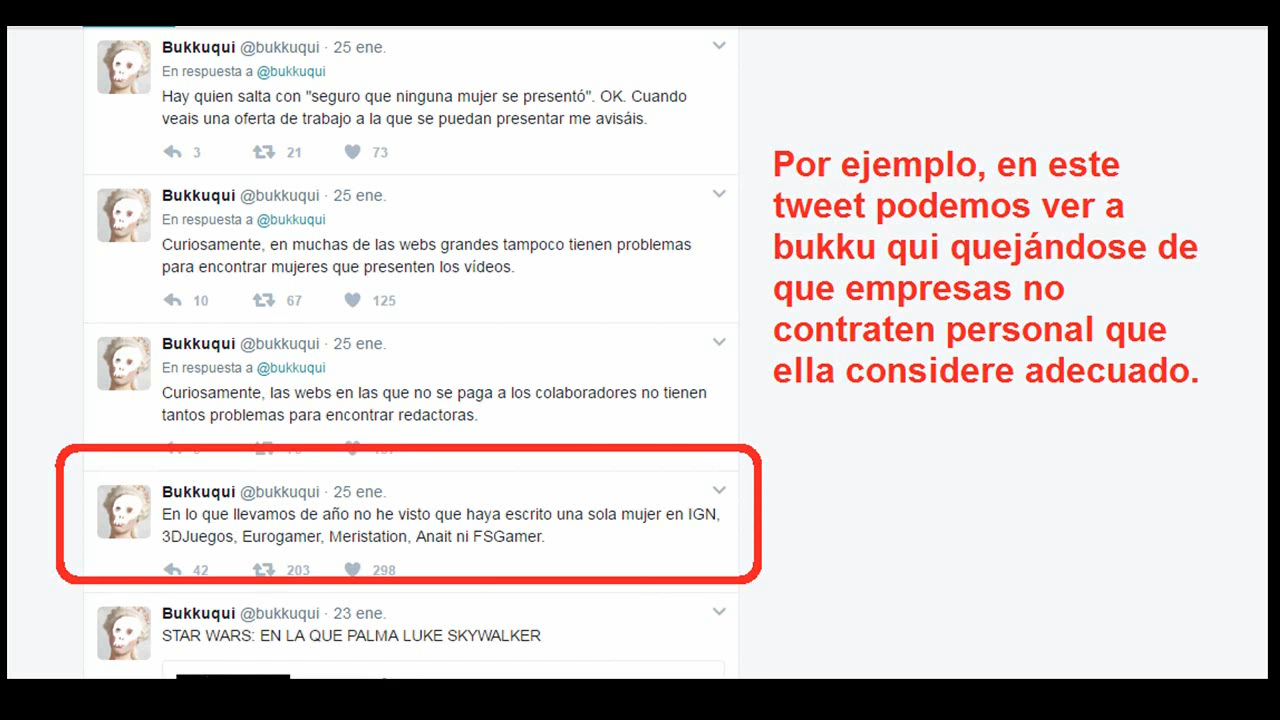 Bukkuqui @bukkuqui · 25 ene.
En respuesta a @bukkuqui
Hay quien salta con "seguro que ninguna mujer se presentó". OK. Cuando
veais una oferta de trabajo a la que se puedan presentar me avisáis.
3 21 73
Bukkuqui @bukkuqui · 25 ene.
En respuesta a @bukkuqui
Curiosamente, en muchas de las webs grandes tampoco tienen problemas
para encontrar mujeres que presenten los vídeos.
10 67 125
Bukkuqui @bukkuqui · 25 ene.
En respuesta a @bukkuqui
Curiosamente, las webs en las que no se paga a los colaboradores no tienen
tantos problemas para encontrar redactoras.
Bukkuqui @bukkuqui · 25 ene.
En lo que llevamos de año no he visto que haya escrito una sola mujer en IGN,
3DJuegos, Eurogamer, Meristation, Anait ni FSGamer.
42 203 298
Bukkuqui @bukkuqui · 23 ene.
STAR WARS: EN LA QUE PALMA LUKE SKYWALKER
Por ejemplo, en este
tweet podemos ver a
bukku qui quejándose de
que empresas no
contraten personal que
ella considere adecuado.